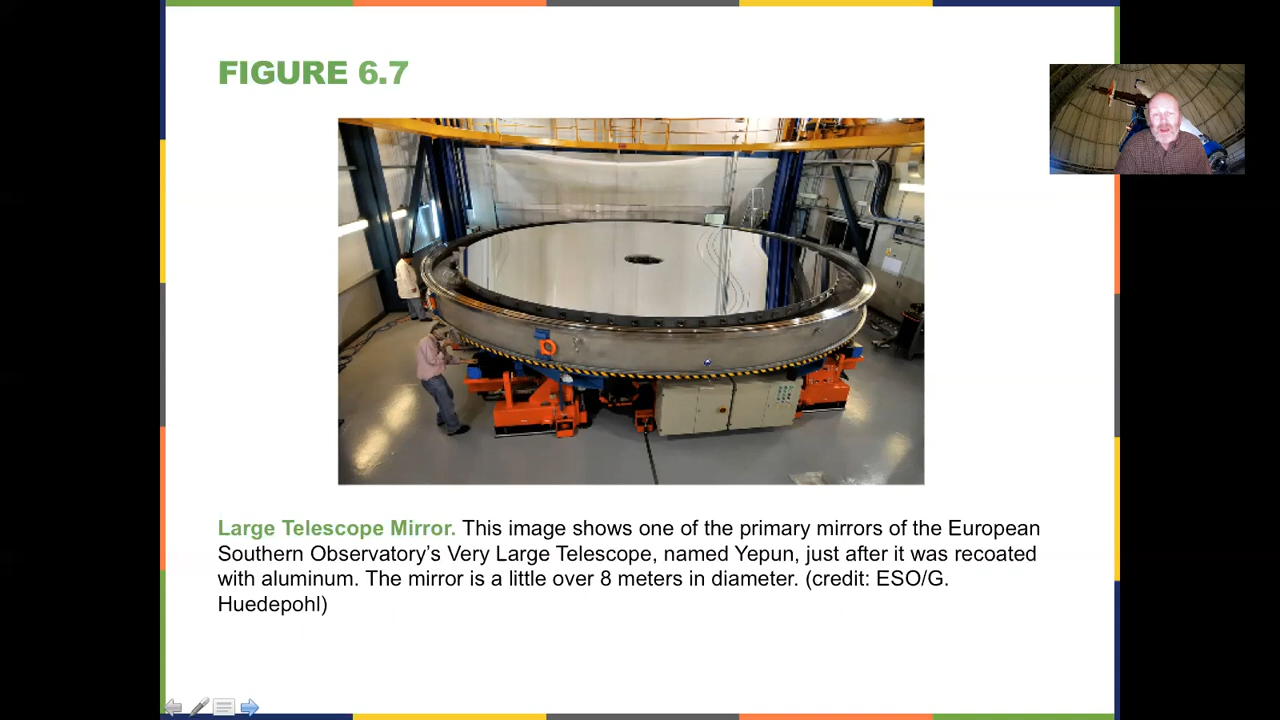 FIGURE 6.7
Large Telescope Mirror. This image shows one of the primary mirrors of the European
Southern Observatory’s Very Large Telescope, named Yepun, just after it was recoated
with aluminum. The mirror is a little over 8 meters in diameter. (credit: ESO/G.
Huedepohl)